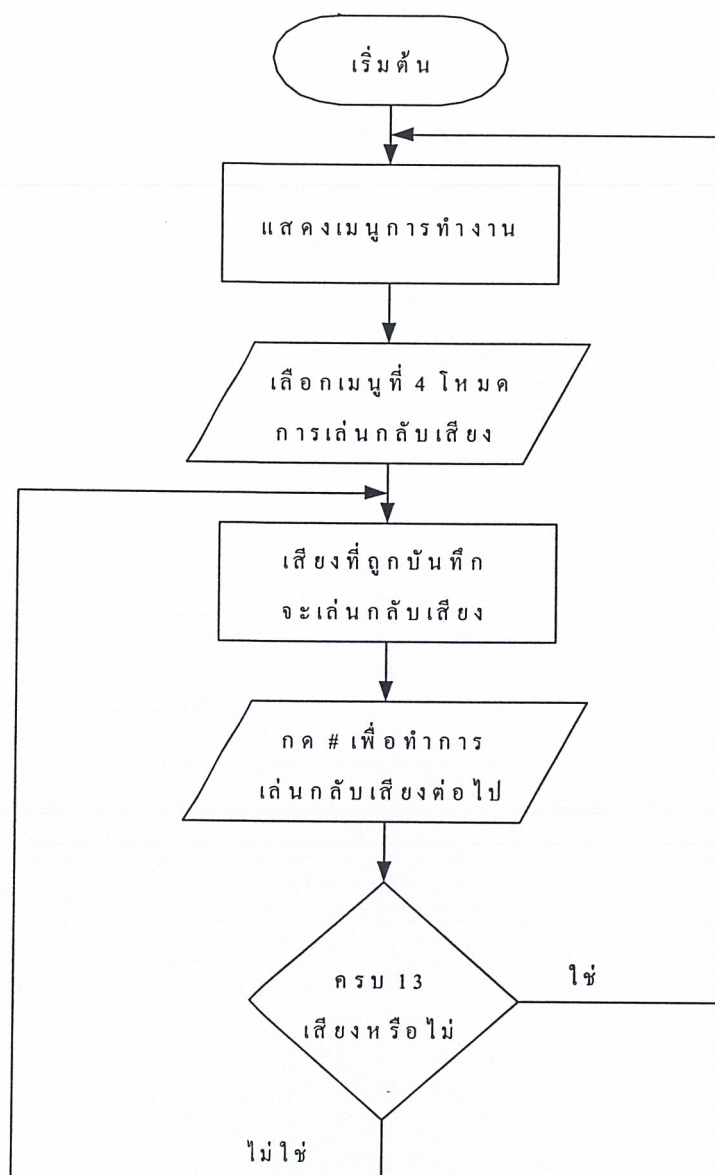 เริ่มต้น
แสดงเมนูการทำงาน
เลือกเมนูที่ 4 โหมด
การเล่นกลับเสียง
เสียงที่ถูกบันทึก
จะเล่นกลับเสียง
กด # เพื่อทำการ
เล่นกลับเสียงต่อไป
ครบ 13
เสียงหรือไม่
ใช่
ไม่ใช่